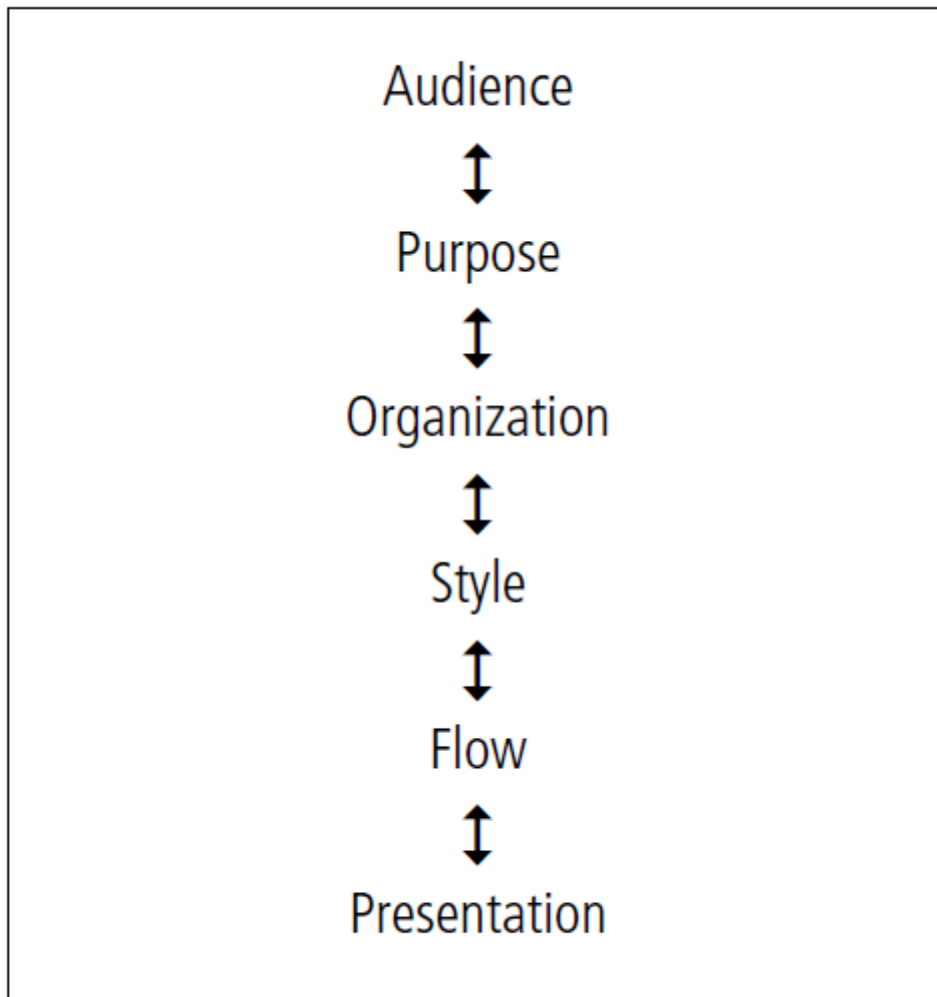 Audience
Purpose
Organization
Style
Flow
Presentation